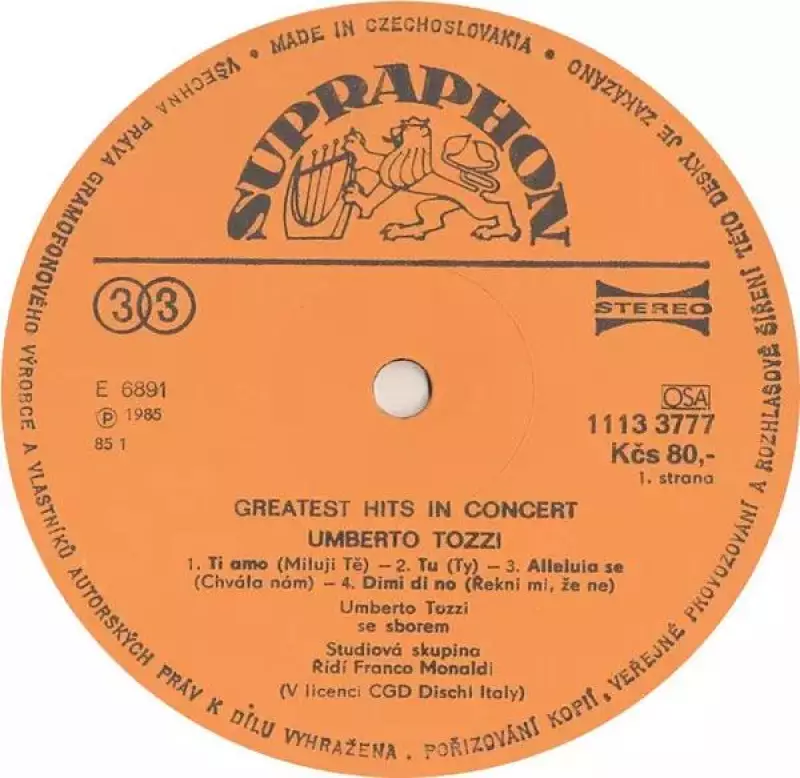 VŠECHNA PRÁVA GRAMOFONOVÉHO VÝROBCE A VLASTNÍKŮ AUTORSKÝCH PRÁV K DÍLU VYHRAŽENA . POŘIZOVÁNÍ KOPIÍ, VEŘEJNÉ PROVOZOVÁNÍ A ROZHLASOVÉ ŠÍŘENÍ TÉTO DESKY JE ZAKÁZÁNO
• MADE IN CZECHOSLOVAKIA •
SUPRAPHON
33
STEREO
E 6891
Ⓟ 1985
85 1
OSA
1113 3777
Kčs 80,-
1. strana
GREATEST HITS IN CONCERT
UMBERTO TOZZI
1. Ti amo (Miluji Tě) – 2. Tu (Ty) – 3. Alleluia se
(Chvála nám) – 4. Dimi di no (Řekni mi, že ne)
Umberto Tozzi
se sborem
Studiová skupina
Řídí Franco Monaldi
(V licenci CGD Dischi Italy)